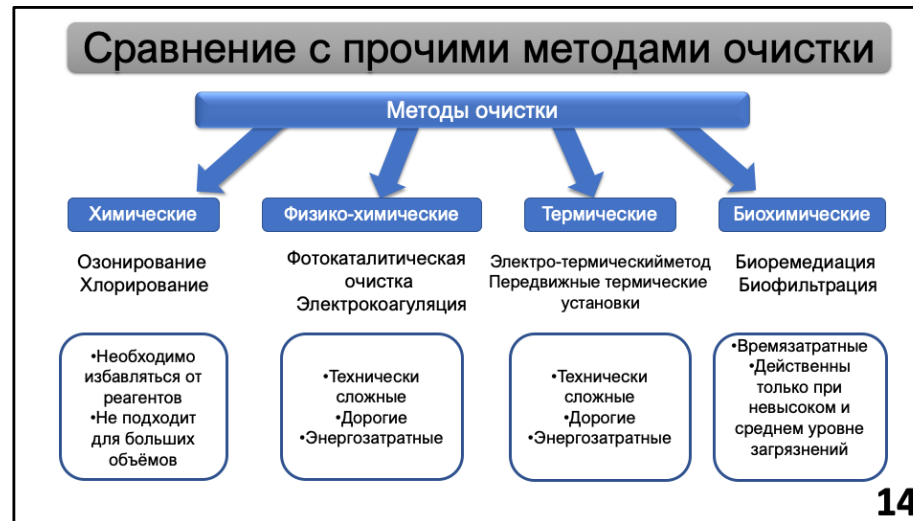 Сравнение с прочими методами очистки
Методы очистки
Химические
Озонирование
Хлорирование
•Необходимо
избавляться от
реагентов
•Не подходит
для больших
объёмов
Физико-химические
Фотокаталитическая
очистка
Электрокоагуляция
•Технически
сложные
•Дорогие
•Энергозатратные
Термические
Электро-термическийметод
Передвижные термические
установки
•Технически
сложные
•Дорогие
•Энергозатратные
Биохимические
Биоремедиация
Биофильтрация
•Времязатратные
•Действенны
только при
невысоком и
среднем уровне
загрязнений
14